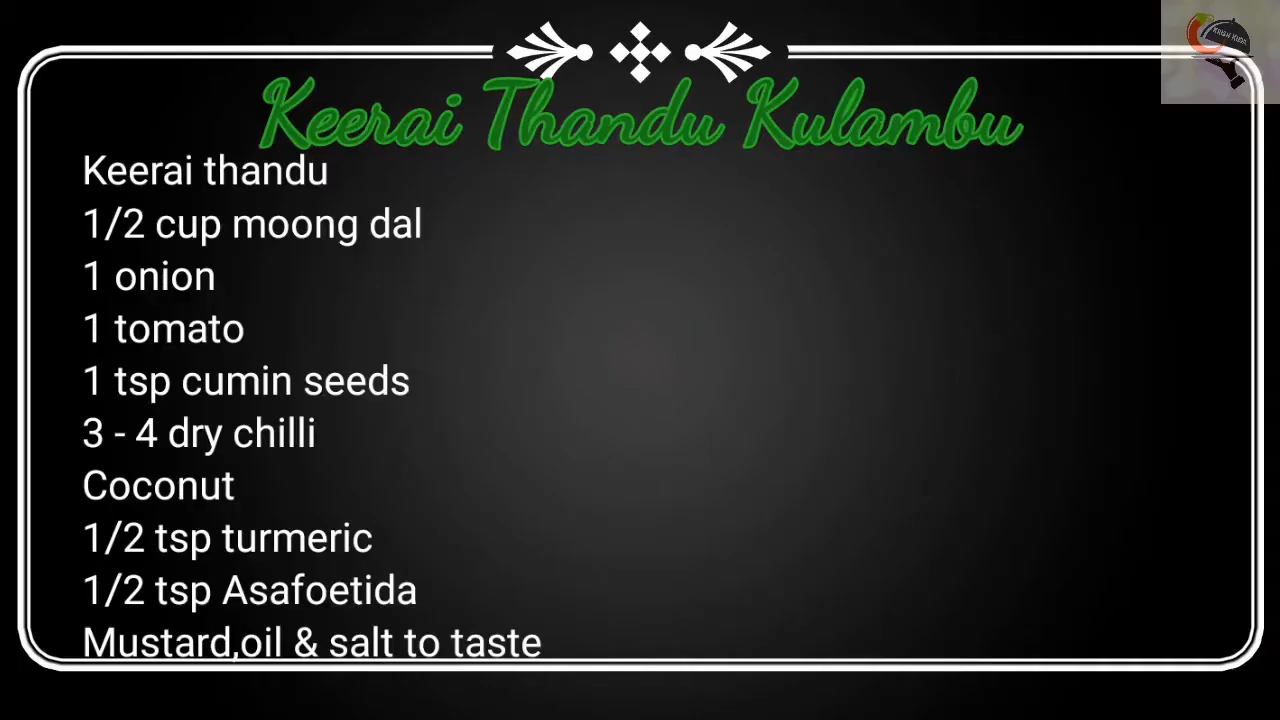 Keerai Thandu Kulambu
Keerai thandu
1/2 cup moong dal
1 onion
1 tomato
1 tsp cumin seeds
3 - 4 dry chilli
Coconut
1/2 tsp turmeric
1/2 tsp Asafoetida
Mustard,oil & salt to taste